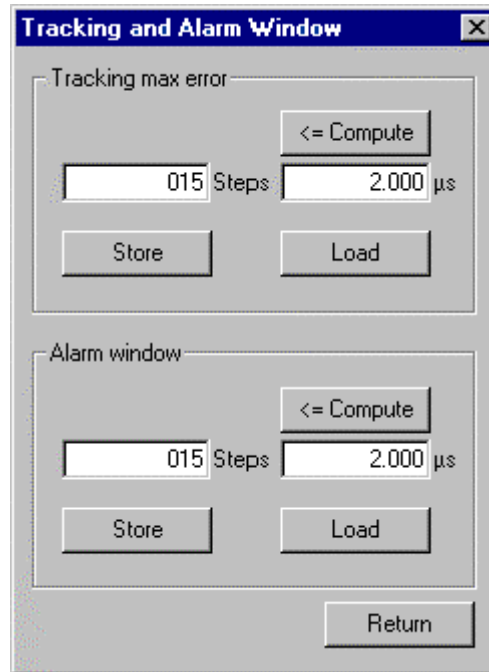 Tracking and Alarm Window
Tracking max error
<= Compute
015 Steps 2.000 µs
Store Load
Alarm window
<= Compute
015 Steps 2.000 µs
Store Load
Return